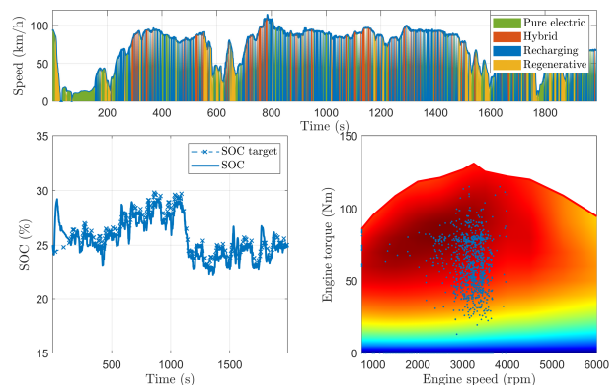 Speed (km/h)
100
50
0
200
400
600
800
1000
1200
1400
1600
1800
Time (s)
Pure electric
Hybrid
Recharging
Regenerative
SOC (%)
35
30
25
20
15
500
1000
1500
Time (s)
SOC target
SOC
Engine torque (Nm)
150
100
50
0
1000
2000
3000
4000
5000
6000
Engine speed (rpm)